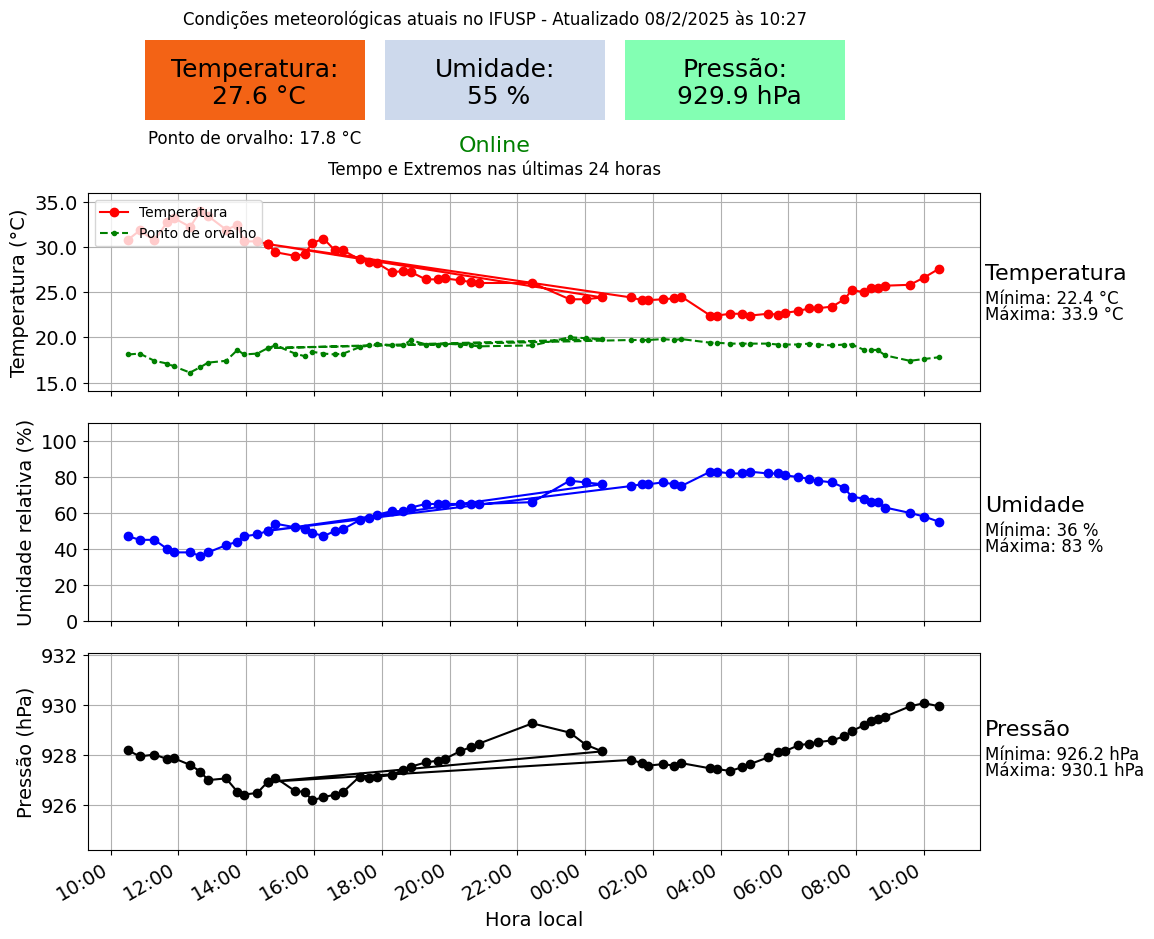 Condições meteorológicas atuais no IFUSP - Atualizado 08/2/2025 às 10:27
Temperatura:
27.6 °C
Umidade:
55 %
Pressão:
929.9 hPa
Ponto de orvalho: 17.8 °C
Online
Tempo e Extremos nas últimas 24 horas
Temperatura (°C)
35.0
30.0
25.0
20.0
15.0
Temperatura
Ponto de orvalho
Temperatura
Mínima: 22.4 °C
Máxima: 33.9 °C
Umidade relativa (%)
100
80
60
40
20
0
Umidade
Mínima: 36 %
Máxima: 83 %
Pressão (hPa)
932
930
928
926
Pressão
Mínima: 926.2 hPa
Máxima: 930.1 hPa
10:00 12:00 14:00 16:00 18:00 20:00 22:00 00:00 02:00 04:00 06:00 08:00 10:00
Hora local